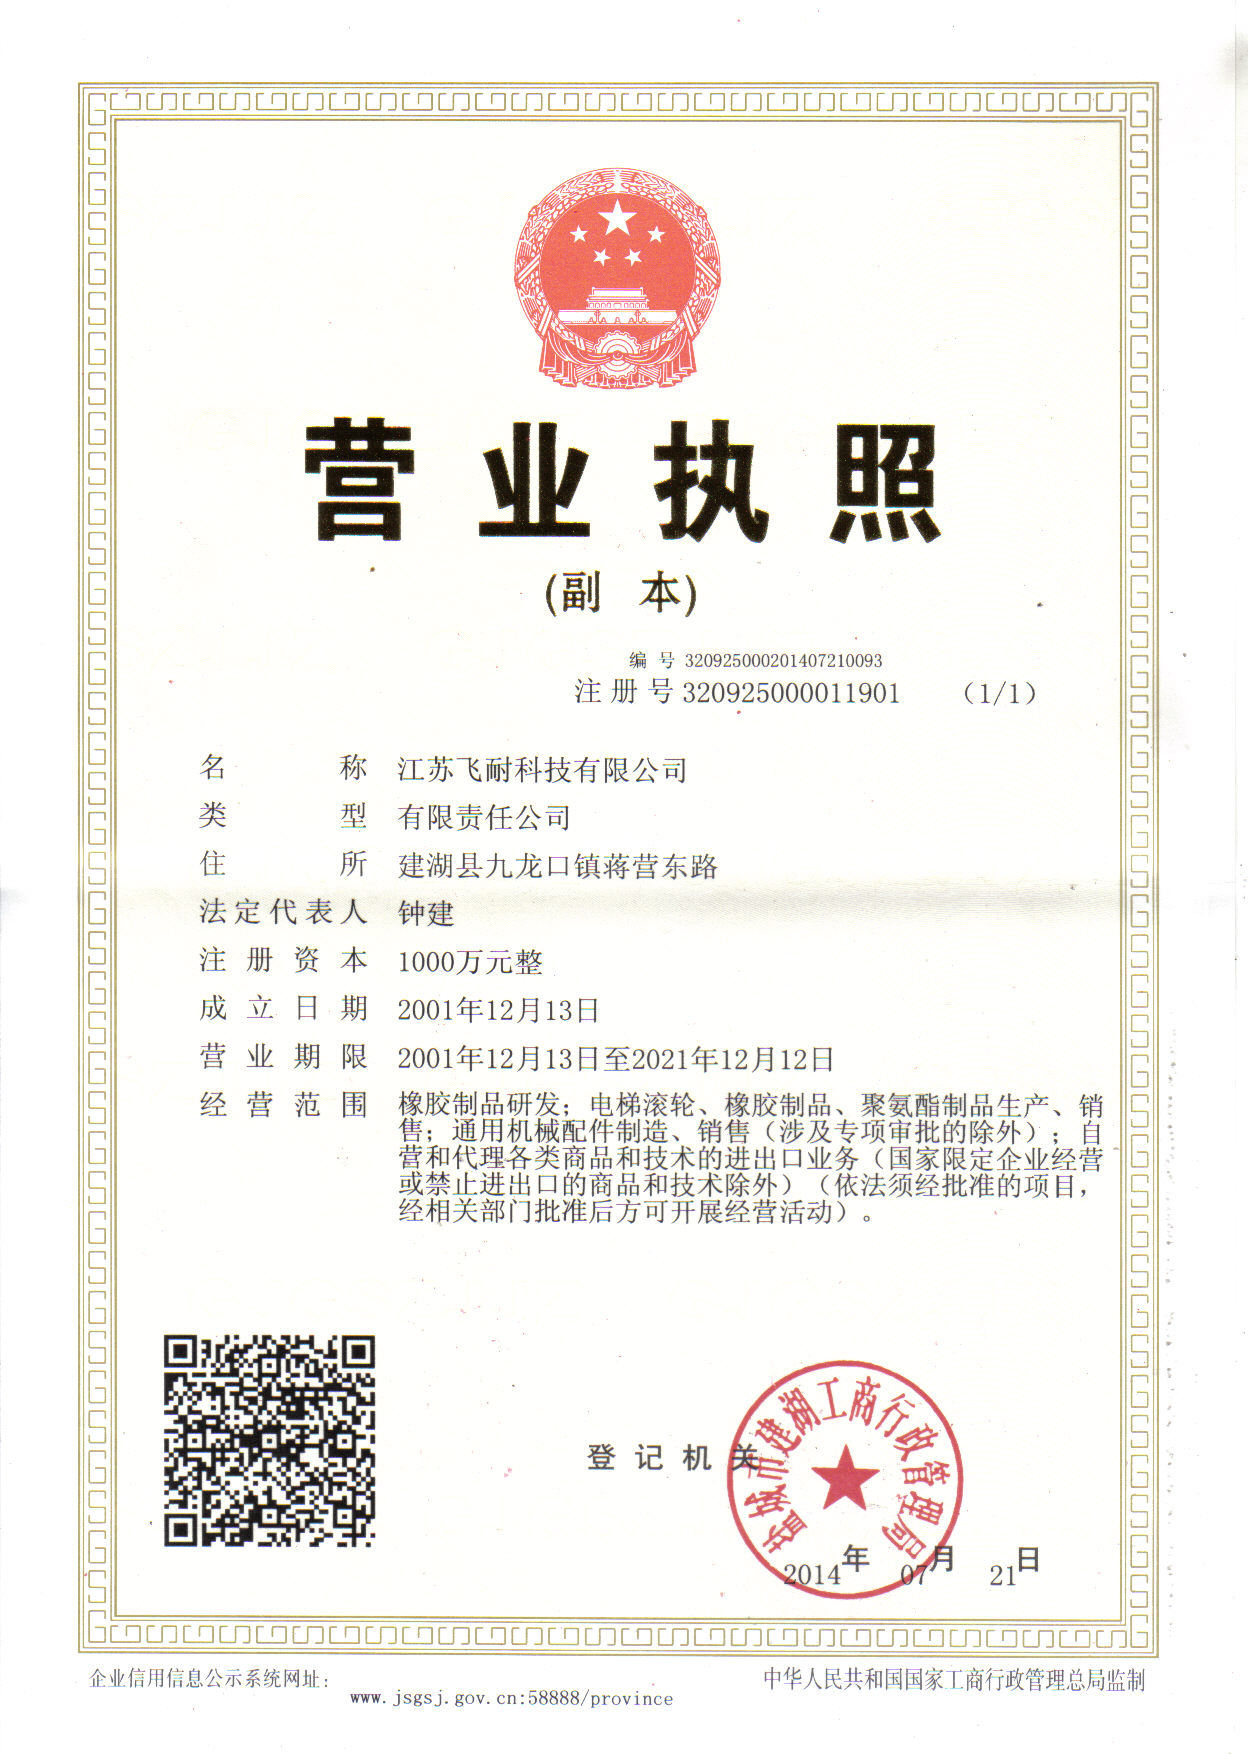 营业执照
(副 本)
编 号 320925000201407210093
注 册 号 320925000011901 （1/1）
名 称 江苏飞耐科技有限公司
类 型 有限责任公司
住 所 建湖县九龙口镇蒋营东路
法定代表人 钟建
注 册 资 本 1000万元整
成 立 日 期 2001年12月13日
营 业 期 限 2001年12月13日至2021年12月12日
经 营 范 围 橡胶制品研发；电梯滚轮、橡胶制品、聚氨酯制品生产、销
售；通用机械配件制造、销售（涉及专项审批的除外）；自
营和代理各类商品和技术的进出口业务（国家限定企业经营
或禁止进出口的商品和技术除外）（依法须经批准的项目，
经相关部门批准后方可开展经营活动）。
登 记 机 关
盐城市建湖工商行政管理局
2014年 07月 21日
企业信用信息公示系统网址：
www.jsgsj.gov.cn:58888/province
中华人民共和国国家工商行政管理总局监制